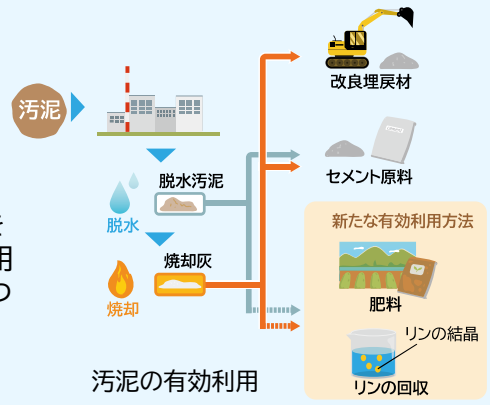 汚泥
脱水
脱水汚泥
焼却
焼却灰
改良埋戻材
セメント原料
新たな有効利用方法
肥料
リンの結晶
リンの回収
用
つ
汚泥の有効利用